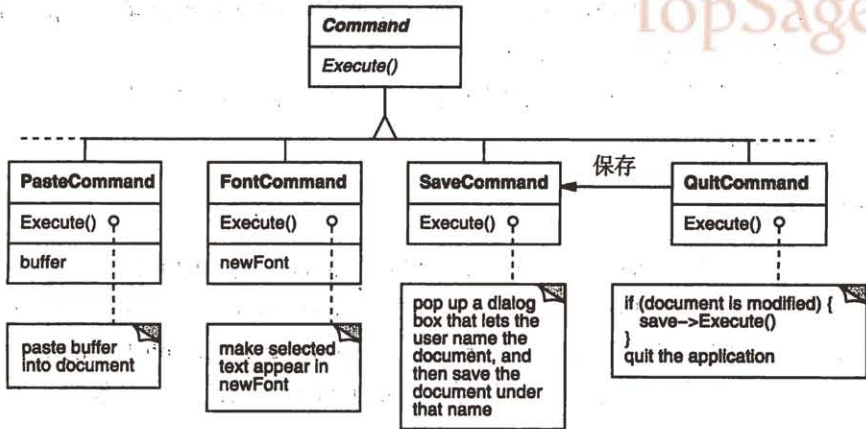 TopSage
Command
Execute()
保存
PasteCommand
FontCommand
SaveCommand
QuitCommand
Execute()
Execute()
Execute()
Execute()
buffer
newFont
paste buffer
into document
make selected
text appear in
newFont
pop up a dialog
box that lets the
user name the
document, and
then save the
document under
that name
if (document is modified) {
save->Execute()
}
quit the application